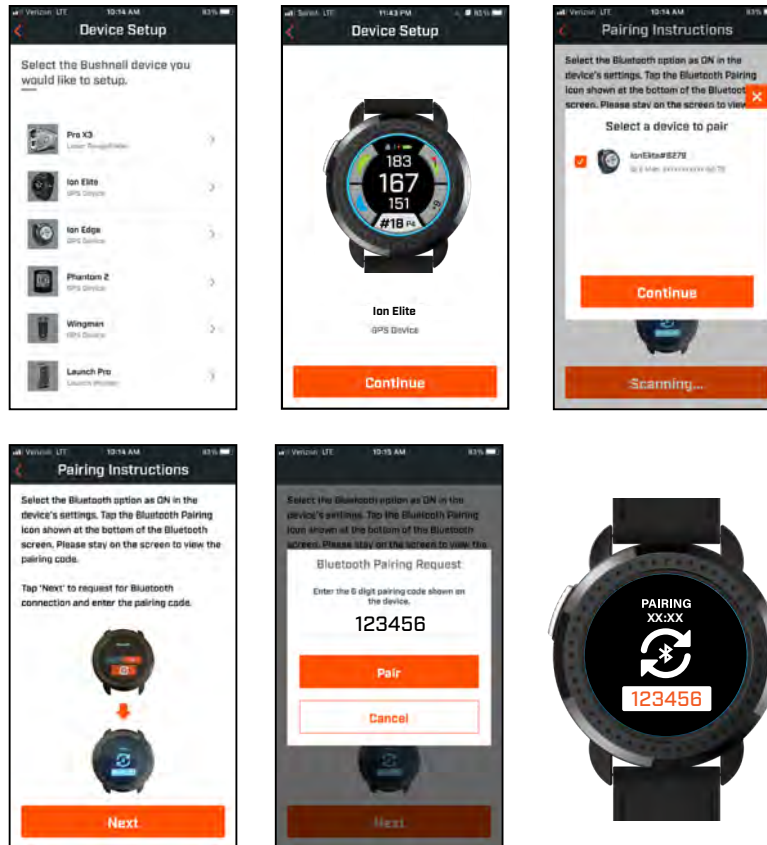 Verizon LTE 10:14 AM 83%
Device Setup
Select the Bushnell device you
would like to setup.
Pro X3
Laser Rangefinder
Ion Elite
GPS Device
Ion Edge
GPS Device
Phantom 2
GPS Device
Wingman
GPS Device
Launch Pro
Launch Monitor
LTE 11:43 PM
Device Setup
183
167
151
#18 P4
Ion Elite
GPS Device
Continue
Verizon LTE 10:14 AM 83%
Pairing Instructions
Select the Bluetooth option as ON in the
device's settings. Tap the Bluetooth Pairing
icon shown at the bottom of the Bluetoot
screen. Please stay on the screen to view
Select a device to pair
IonElite#8279
Continue
Scanning...
Verizon LTE 10:14 AM 83%
Pairing Instructions
Select the Bluetooth option as ON in the
device's settings. Tap the Bluetooth Pairing
icon shown at the bottom of the Bluetooth
screen. Please stay on the screen to view the
pairing code.
Tap 'Next' to request for Bluetooth
connection and enter the pairing code.
Next
Verizon LTE 10:15 AM 83%
Select the Bluetooth option as ON in the
device's settings. Tap the Bluetooth Pairing
icon shown at the bottom of the Bluetooth
screen. Please stay on the screen to view the
Bluetooth Pairing Request
Enter the 6 digit pairing code shown on
the device.
123456
Pair
Cancel
Next
PAIRING
XX:XX
123456